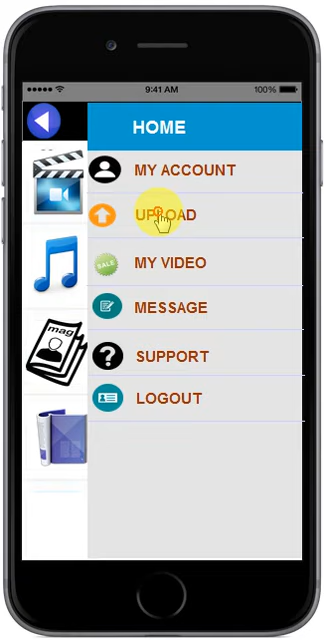 9:41 AM
100%
HOME
MY ACCOUNT
UPLOAD
SALE
MY VIDEO
MESSAGE
mag
?
SUPPORT
LOGOUT